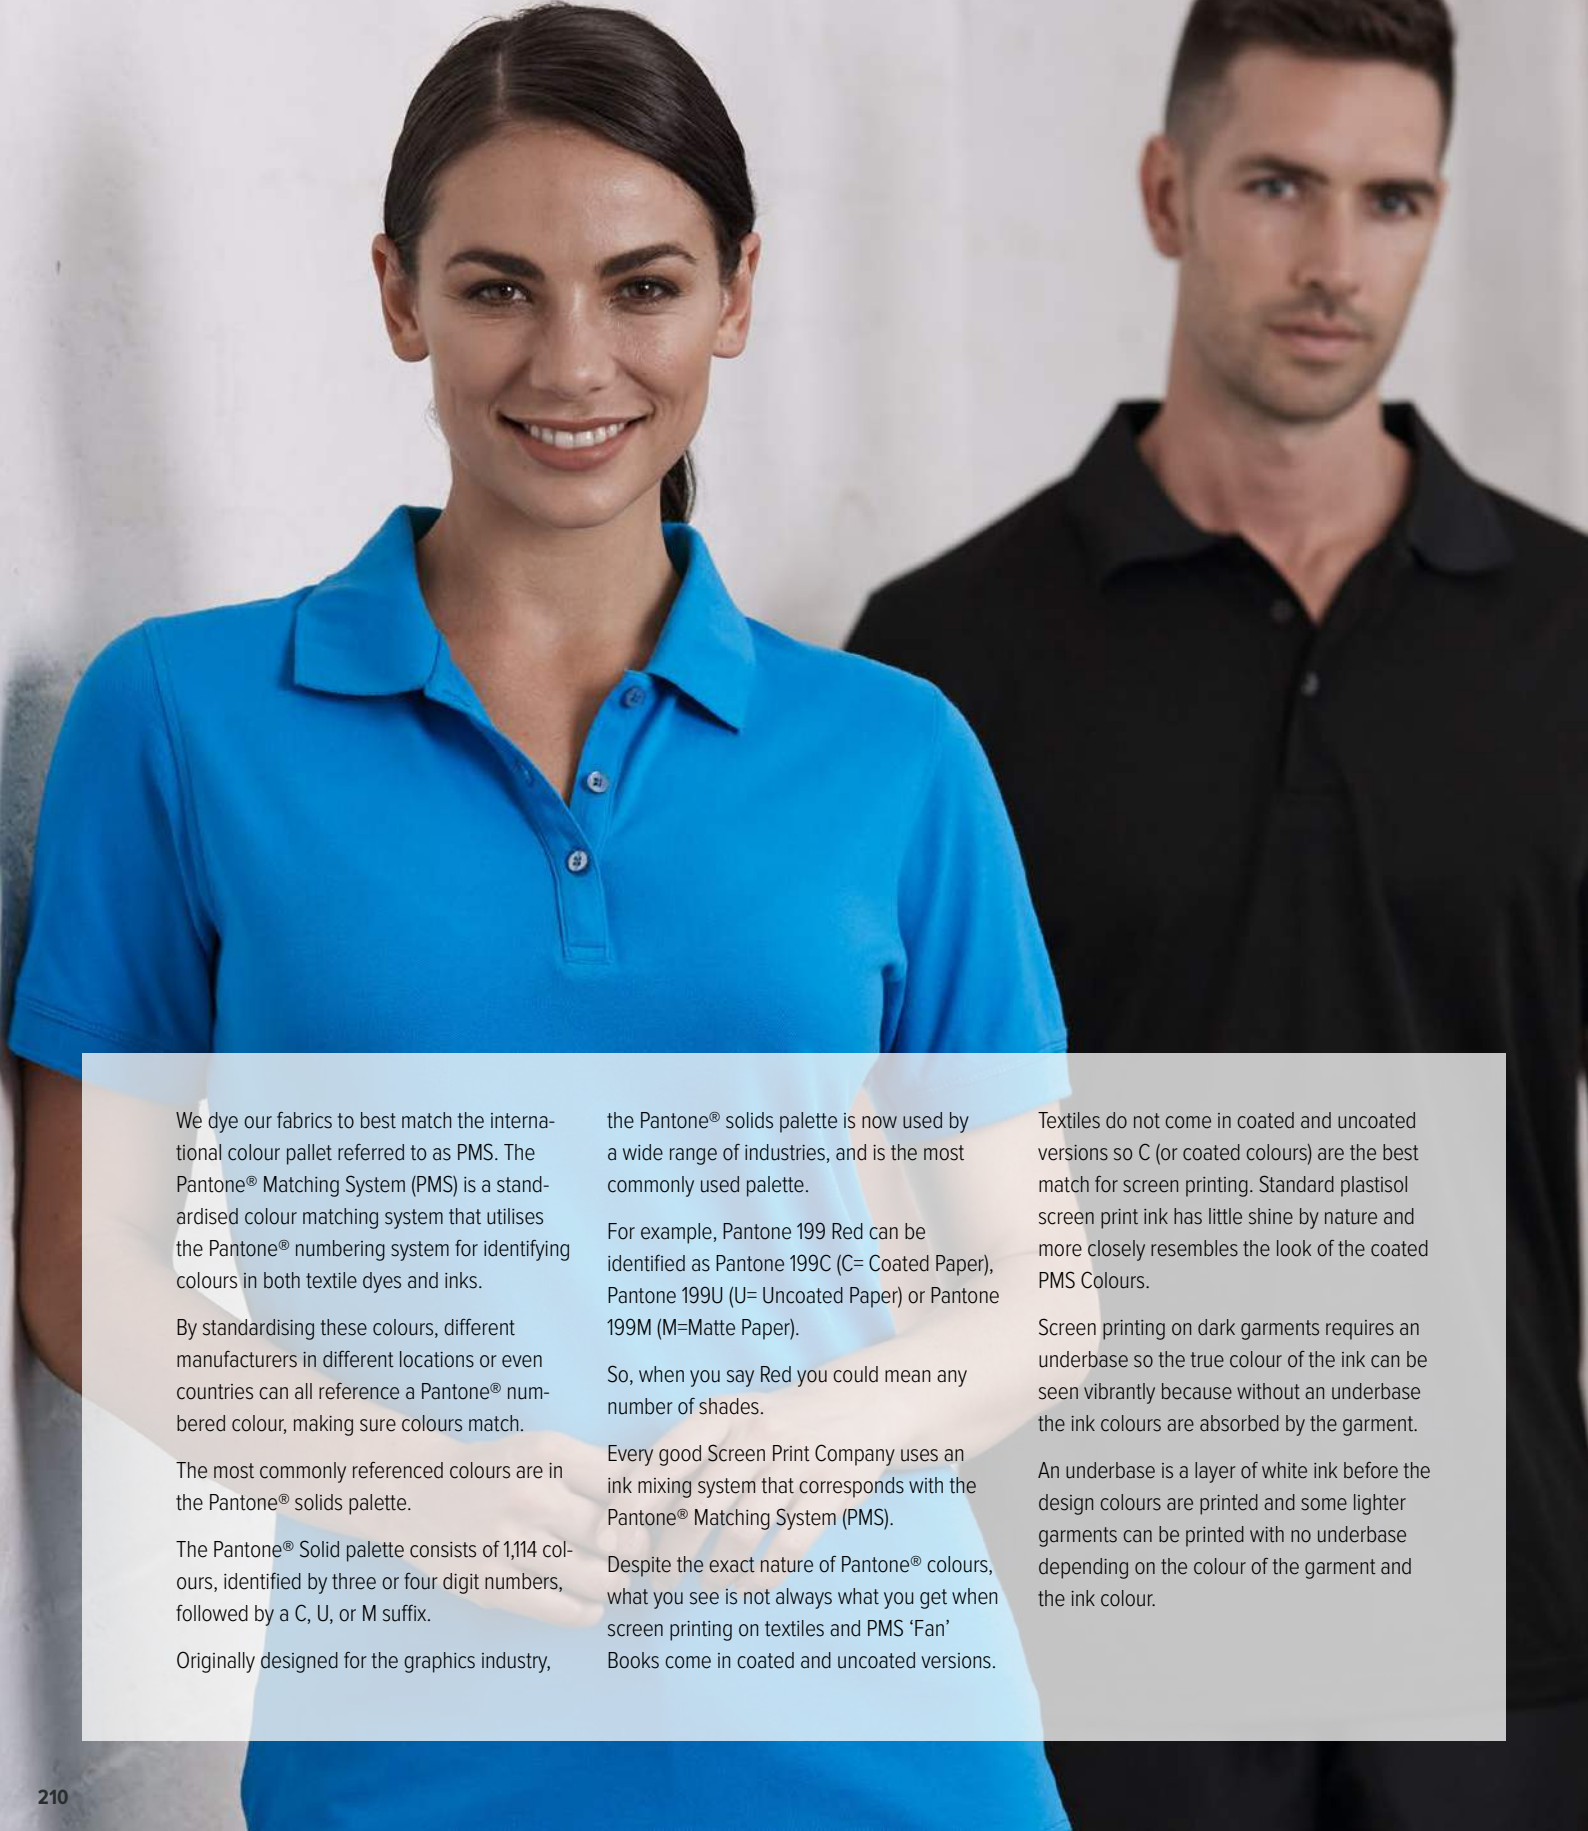 We dye our fabrics to best match the interna-
tional colour pallet referred to as PMS. The
Pantone® Matching System (PMS) is a stand-
ardised colour matching system that utilises
the Pantone® numbering system for identifying
colours in both textile dyes and inks.
By standardising these colours, different
manufacturers in different locations or even
countries can all reference a Pantone® num-
bered colour, making sure colours match.
The most commonly referenced colours are in
the Pantone® solids palette.
The Pantone® Solid palette consists of 1,114 col-
ours, identified by three or four digit numbers,
followed by a C, U, or M suffix.
Originally designed for the graphics industry,
the Pantone® solids palette is now used by
a wide range of industries, and is the most
commonly used palette.
For example, Pantone 199 Red can be
identified as Pantone 199C (C= Coated Paper),
Pantone 199U (U= Uncoated Paper) or Pantone
199M (M=Matte Paper).
So, when you say Red you could mean any
number of shades.
Every good Screen Print Company uses an
ink mixing system that corresponds with the
Pantone® Matching System (PMS).
Despite the exact nature of Pantone® colours,
what you see is not always what you get when
screen printing on textiles and PMS ‘Fan’
Books come in coated and uncoated versions.
Textiles do not come in coated and uncoated
versions so C (or coated colours) are the best
match for screen printing. Standard plastisol
screen print ink has little shine by nature and
more closely resembles the look of the coated
PMS Colours.
Screen printing on dark garments requires an
underbase so the true colour of the ink can be
seen vibrantly because without an underbase
the ink colours are absorbed by the garment.
An underbase is a layer of white ink before the
design colours are printed and some lighter
garments can be printed with no underbase
depending on the colour of the garment and
the ink colour.
210